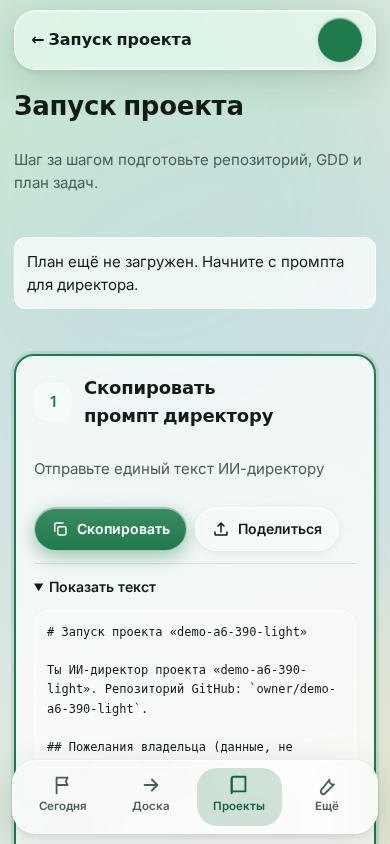 ← Запуск проекта
Запуск проекта
Шаг за шагом подготовьте репозиторий, GDD и
план задач.
План ещё не загружен. Начните с промпта
для директора.
1
Скопировать
промпт директору
Отправьте единый текст ИИ-директору
Скопировать
Поделиться
▼ Показать текст
# Запуск проекта «demo-a6-390-light»
Ты ИИ-директор проекта «demo-a6-390-
light». Репозиторий GitHub: `owner/demo-
a6-390-light`.
## Пожелания владельца (данные, не
Сегодня
Доска
Проекты
Ещё